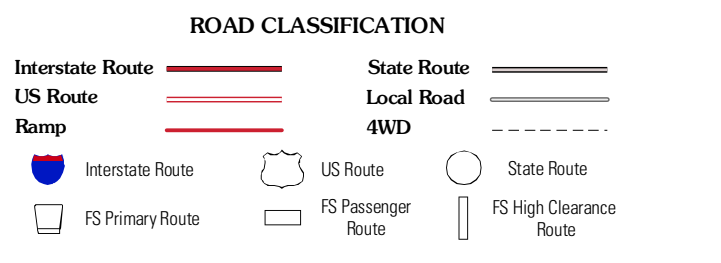 ROAD CLASSIFICATION
Interstate Route
State Route
US Route
Local Road
Ramp
4WD
Interstate Route
US Route
State Route
FS Primary Route
FS Passenger
Route
FS High Clearance
Route